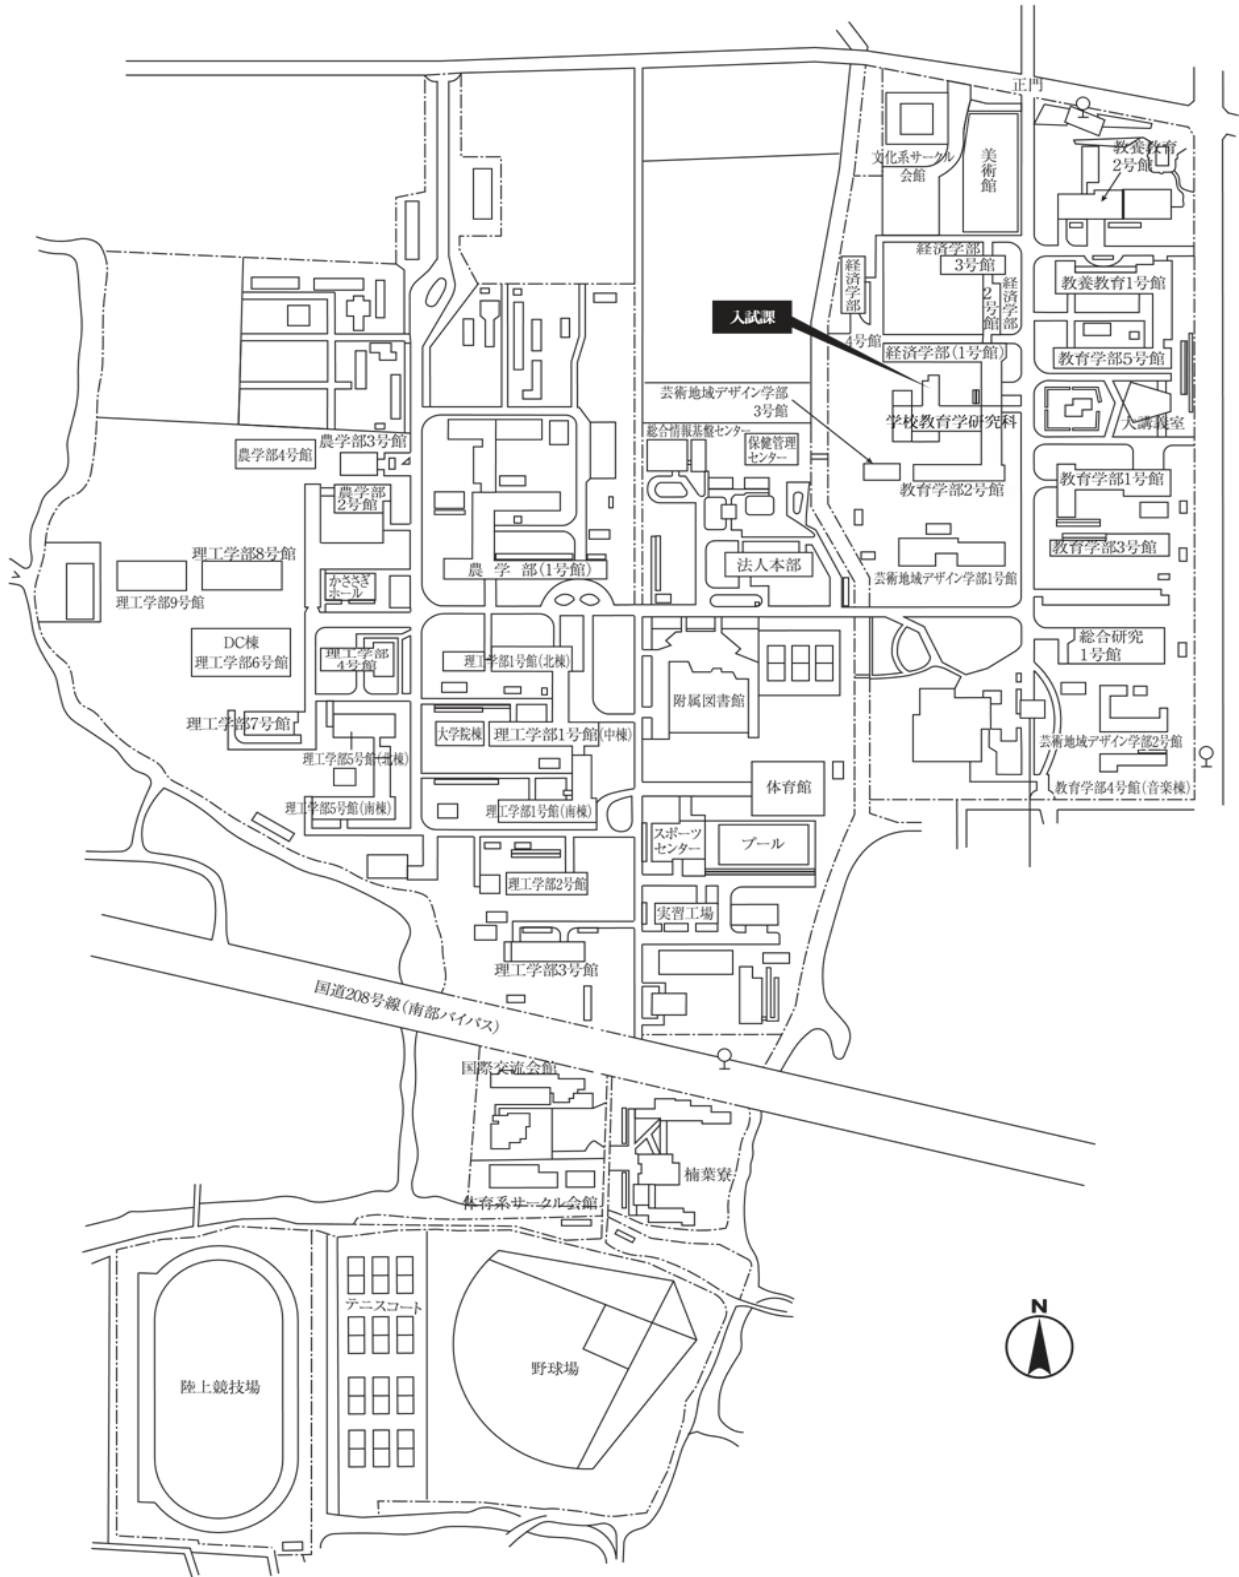 正門
文化系サークル
会館
美術館
教養教育
2号館
経済学部
4号館
経済学部
3号館
経済学部
2号館
教養教育1号館
入試課
経済学部(1号館)
教育学部5号館
芸術地域デザイン学部
3号館
学校教育学研究科
大講義室
総合情報基盤センター
保健管理
センター
教育学部2号館
教育学部1号館
農学部3号館
農学部4号館
農学部
2号館
理工学部8号館
理工学部9号館
かささぎ
ホール
農学部(1号館)
法人本部
芸術地域デザイン学部1号館
教育学部3号館
DC棟
理工学部6号館
理工学部
4号館
理工学部1号館(北棟)
附属図書館
総合研究
1号館
理工学部7号館
理工学部5号館(北棟)
大学院棟
理工学部1号館(中棟)
芸術地域デザイン学部2号館
理工学部5号館(南棟)
理工学部1号館(南棟)
体育館
教育学部4号館(音楽棟)
スポーツ
センター
プール
理工学部2号館
実習工場
理工学部3号館
国道208号線(南部バイパス)
国際交流会館
楠葉寮
体育系サークル会館
テニスコート
陸上競技場
野球場
N